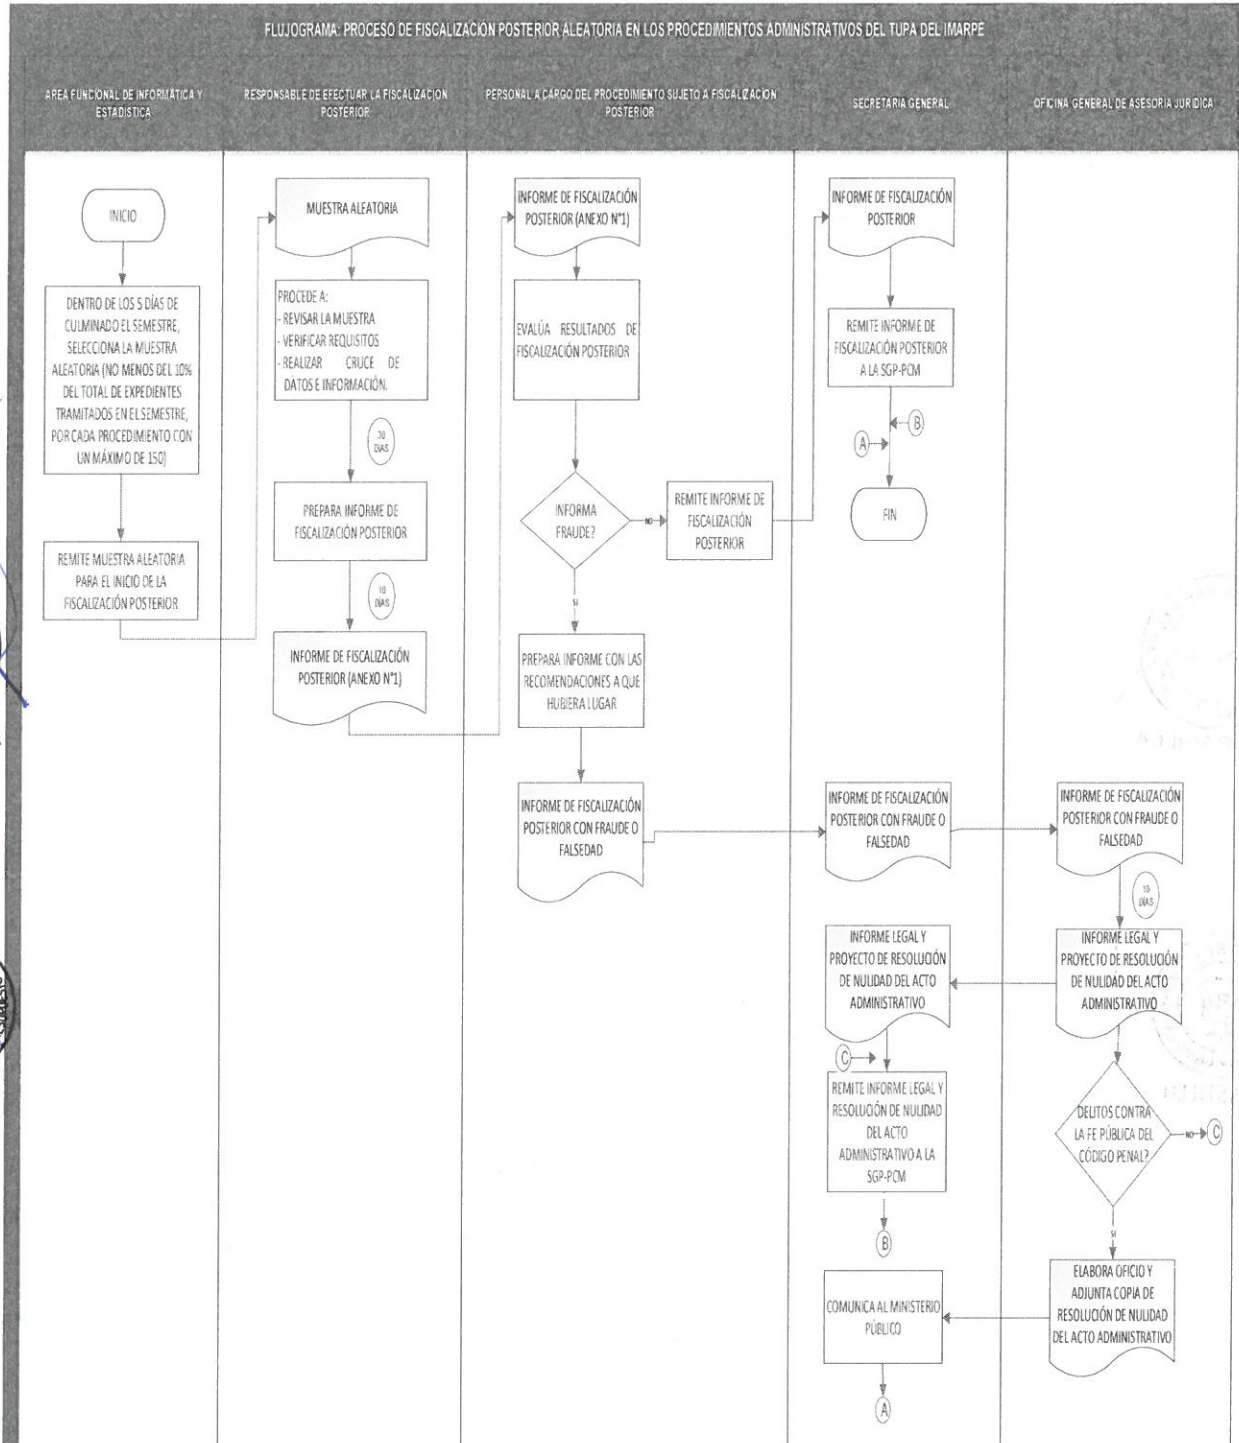 FLUJOGRAMA: PROCESO DE FISCALIZACIÓN POSTERIOR ALEATORIA EN LOS PROCEDIMIENTOS ADMINISTRATIVOS DEL TUPA DEL IMARPE
AREA FUNCIONAL DE INFORMÁTICA Y
ESTADÍSTICA
RESPONSABLE DE EFECTUAR LA FISCALIZACION
POSTERIOR
PERSONAL A CARGO DEL PROCEDIMIENTO SUJETO A FISCALIZACION
POSTERIOR
SECRETARIA GENERAL
OFICINA GENERAL DE ASESORIA JURIDICA
INICIO
DENTRO DE LOS 5 DÍAS DE
CULMINADO EL SEMESTRE,
SELECCIONA LA MUESTRA
ALEATORIA (NO MENOS DEL 10%
DEL TOTAL DE EXPEDIENTES
TRAMITADOS EN EL SEMESTRE,
POR CADA PROCEDIMIENTO CON
UN MÁXIMO DE 150)
REMITE MUESTRA ALEATORIA
PARA EL INICIO DE LA
FISCALIZACIÓN POSTERIOR
MUESTRA ALEATORIA
PROCEDE A:
- REVISAR LA MUESTRA
- VERIFICAR REQUISITOS
- REALIZAR CRUCE DE
DATOS E INFORMACIÓN.
DÍAS
PREPARA INFORME DE
FISCALIZACIÓN POSTERIOR
10
DÍAS
INFORME DE FISCALIZACIÓN
POSTERIOR (ANEXO N°1)
INFORME DE FISCALIZACIÓN
POSTERIOR (ANEXO N°1)
EVALÚA RESULTADOS DE
FISCALIZACIÓN POSTERIOR
INFORMA
FRAUDE?
NO
REMITE INFORME DE
FISCALIZACIÓN
POSTERIOR
SI
PREPARA INFORME CON LAS
RECOMENDACIONES A QUE
HUBIERA LUGAR
INFORME DE FISCALIZACIÓN
POSTERIOR CON FRAUDE O
FALSEDAD
INFORME DE FISCALIZACIÓN
POSTERIOR
REMITE INFORME DE
FISCALIZACIÓN POSTERIOR
A LA SGP-PCM
B
A
FIN
INFORME DE FISCALIZACIÓN
POSTERIOR CON FRAUDE O
FALSEDAD
INFORME LEGAL Y
PROYECTO DE RESOLUCIÓN
DE NULIDAD DEL ACTO
ADMINISTRATIVO
C
REMITE INFORME LEGAL Y
RESOLUCIÓN DE NULIDAD
DEL ACTO
ADMINISTRATIVO A LA
SGP-PCM
B
COMUNICA AL MINISTERIO
PÚBLICO
A
INFORME DE FISCALIZACIÓN
POSTERIOR CON FRAUDE O
FALSEDAD
10
DÍAS
INFORME LEGAL Y
PROYECTO DE RESOLUCIÓN
DE NULIDAD DEL ACTO
ADMINISTRATIVO
DELITOS CONTRA
LA FE PÚBLICA DEL
CÓDIGO PENAL?
NO
C
SI
ELABORA OFICIO Y
ADJUNTA COPIA DE
RESOLUCIÓN DE NULIDAD
DEL ACTO ADMINISTRATIVO